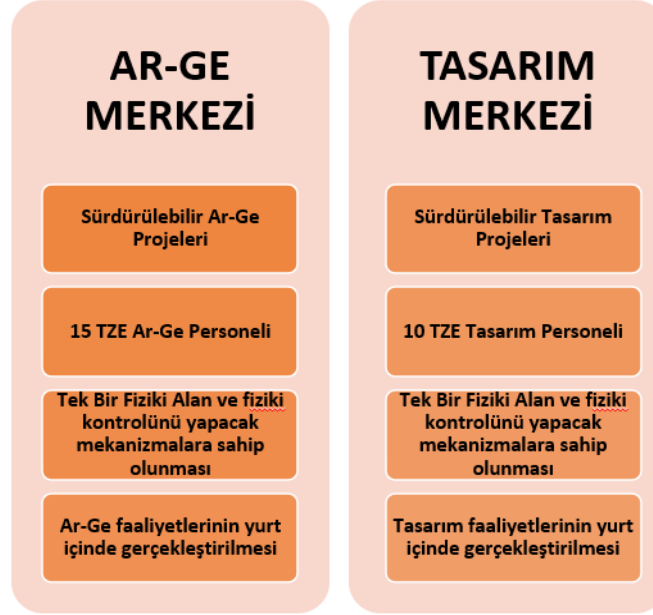 AR-GE
MERKEZİ
Sürdürülebilir Ar-Ge
Projeleri
15 TZE Ar-Ge Personeli
Tek Bir Fiziki Alan ve fiziki
kontrolünü yapacak
mekanizmalara sahip
olunması
Ar-Ge faaliyetlerinin yurt
içinde gerçekleştirilmesi
TASARIM
MERKEZİ
Sürdürülebilir Tasarım
Projeleri
10 TZE Tasarım Personeli
Tek Bir Fiziki Alan ve fiziki
kontrolünü yapacak
mekanizmalara sahip
olunması
Tasarım faaliyetlerinin yurt
içinde gerçekleştirilmesi